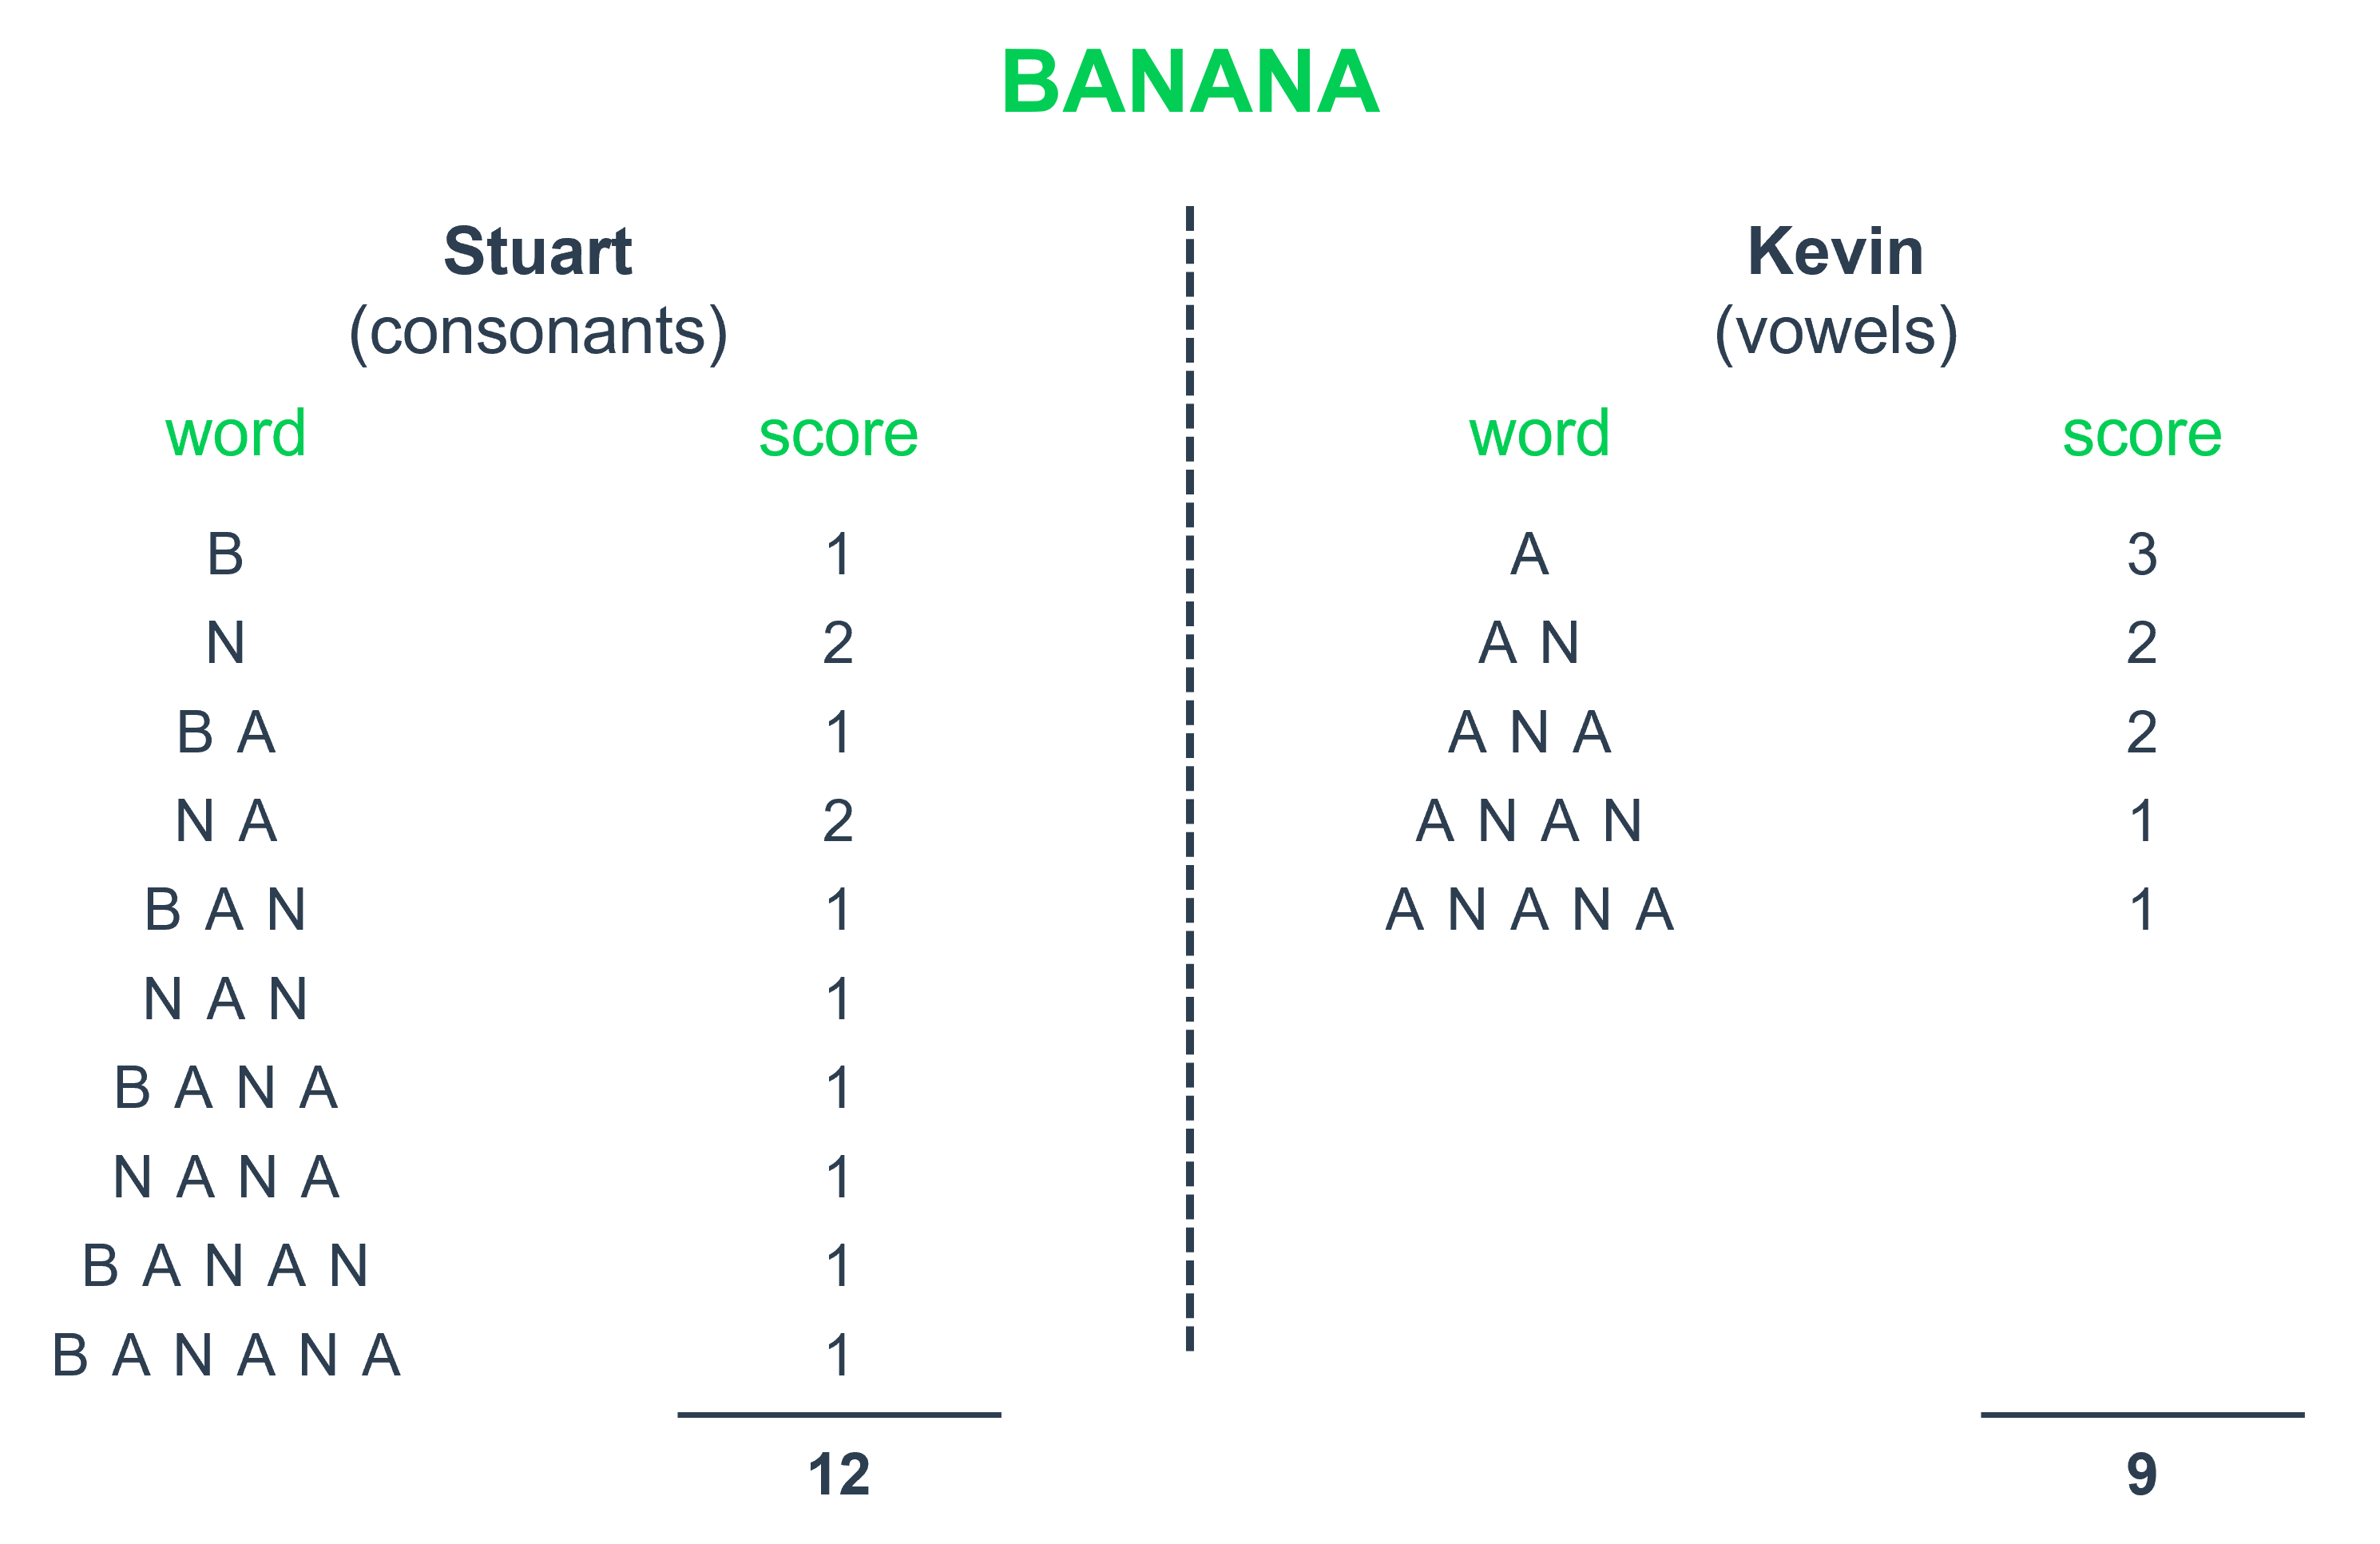 BANANA
Stuart
(consonants)
word score
B 1
N 2
B A 1
N A 2
B A N 1
N A N 1
B A N A 1
N A N A 1
B A N A N 1
B A N A N A 1
12
Kevin
(vowels)
word score
A 3
A N 2
A N A 2
A N A N 1
A N A N A 1
9